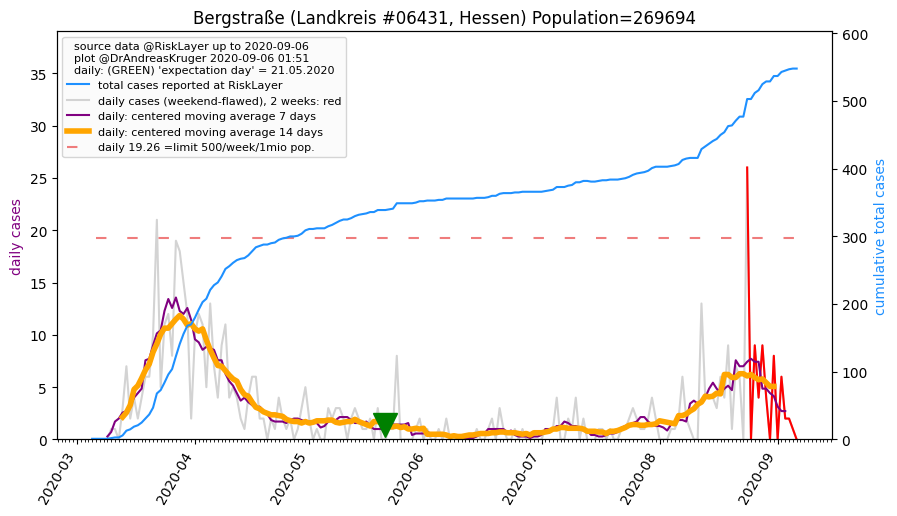 Bergstraße (Landkreis #06431, Hessen) Population=269694
source data @RiskLayer up to 2020-09-06
plot @DrAndreasKruger 2020-09-06 01:51
daily: (GREEN) 'expectation day' = 21.05.2020
total cases reported at RiskLayer
daily cases (weekend-flawed), 2 weeks: red
daily: centered moving average 7 days
daily: centered moving average 14 days
daily 19.26 =limit 500/week/1mio pop.
daily cases
35
30
25
20
15
10
5
0
cumulative total cases
600
500
400
300
200
100
0
2020-03
2020-04
2020-05
2020-06
2020-07
2020-08
2020-09